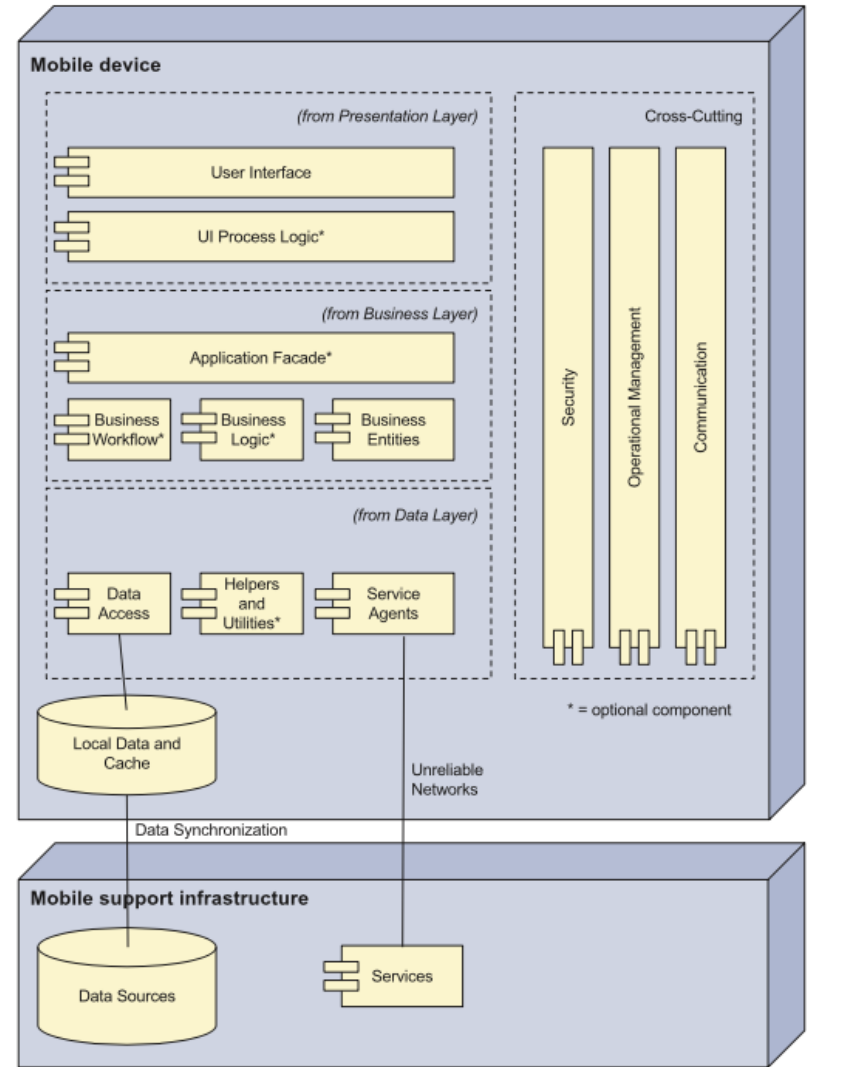 Mobile device
(from Presentation Layer)
User Interface
UI Process Logic*
(from Business Layer)
Application Facade*
Business
Workflow*
Business
Logic*
Business
Entities
(from Data Layer)
Data
Access
Helpers
and
Utilities*
Service
Agents
Cross-Cutting
Security
Operational Management
Communication
* = optional component
Local Data and
Cache
Unreliable
Networks
Data Synchronization
Mobile support infrastructure
Data Sources
Services